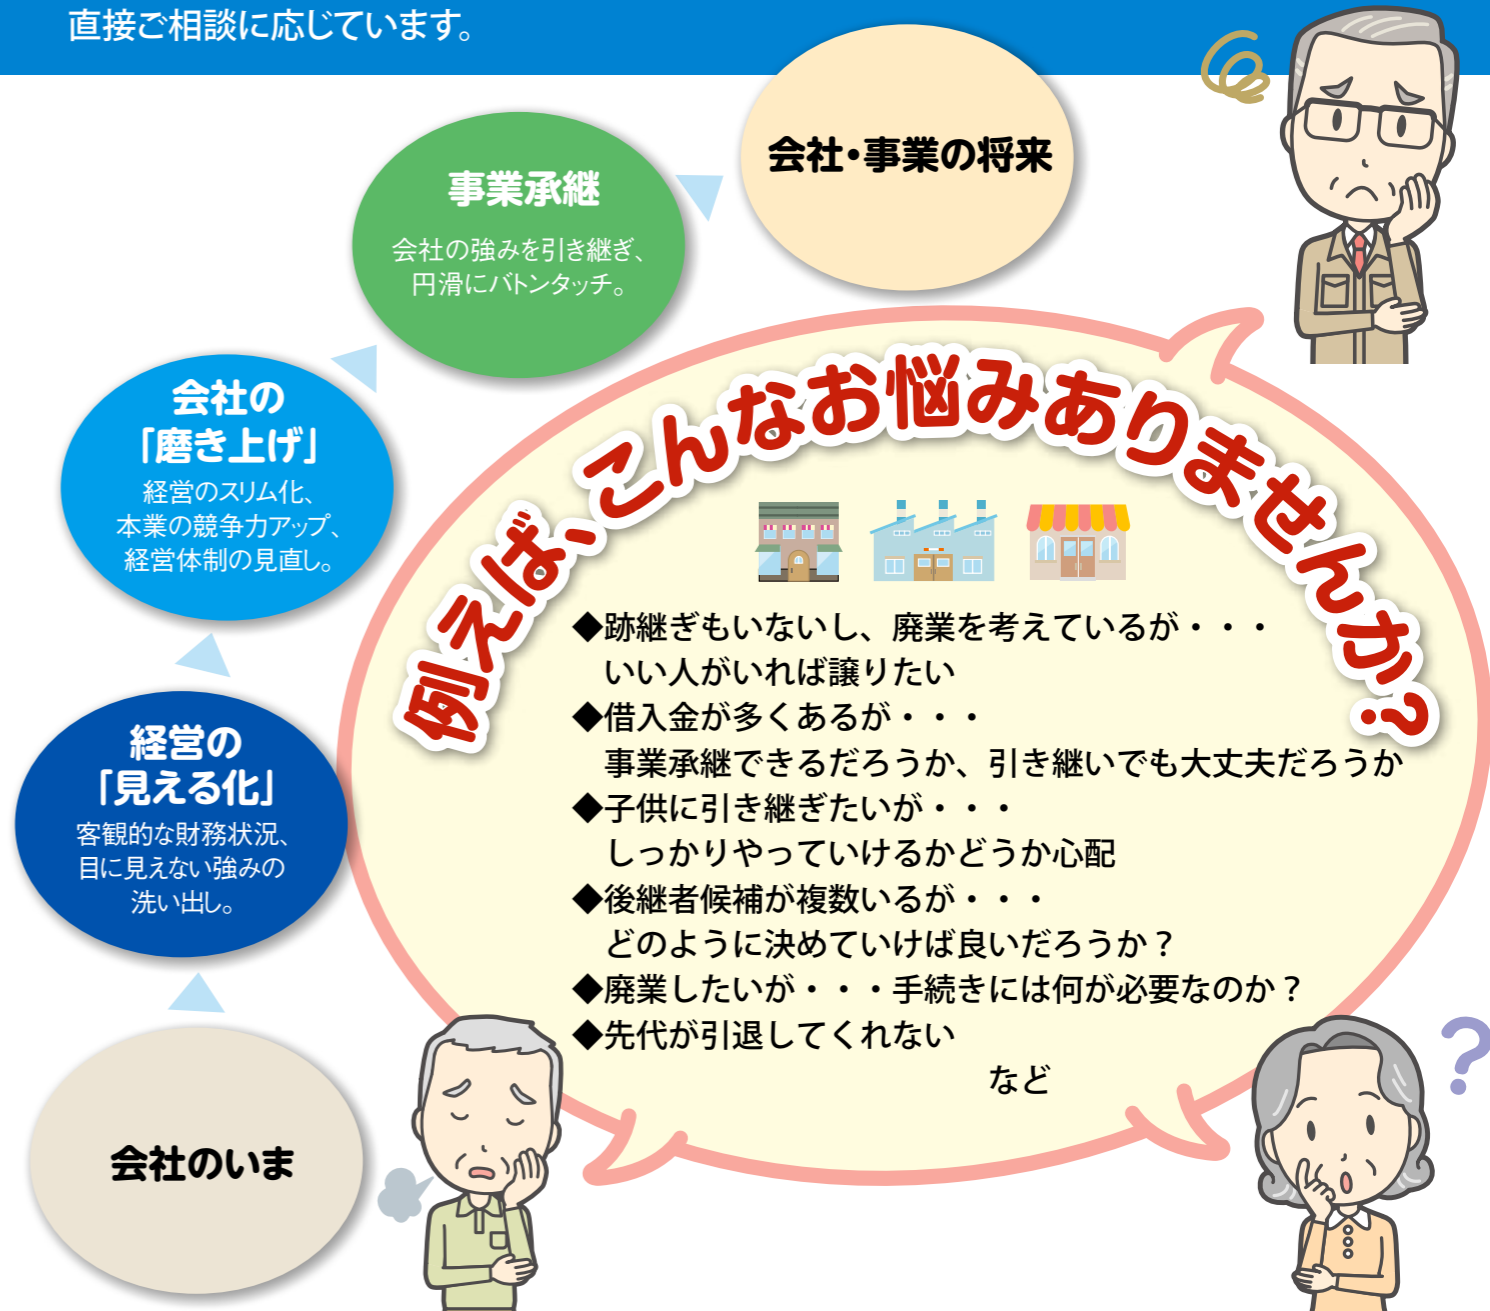 直接ご相談に応じています。
会社・事業の将来
事業承継
会社の強みを引き継ぎ、
円滑にバトンタッチ。
会社の
「磨き上げ」
経営のスリム化、
本業の競争力アップ、
経営体制の見直し。
経営の
「見える化」
客観的な財務状況、
目に見えない強みの
洗い出し。
会社のいま
例えば、こんなお悩みありませんか?
◆跡継ぎもいないし、廃業を考えているが・・・
いい人がいれば譲りたい
◆借入金が多くあるが・・・
事業承継できるだろうか、引き継いでも大丈夫だろうか
◆子供に引き継ぎたいが・・・
しっかりやっていけるかどうか心配
◆後継者候補が複数いるが・・・
どのように決めていけば良いだろうか？
◆廃業したいが・・・手続きには何が必要なのか？
◆先代が引退してくれない
など
?